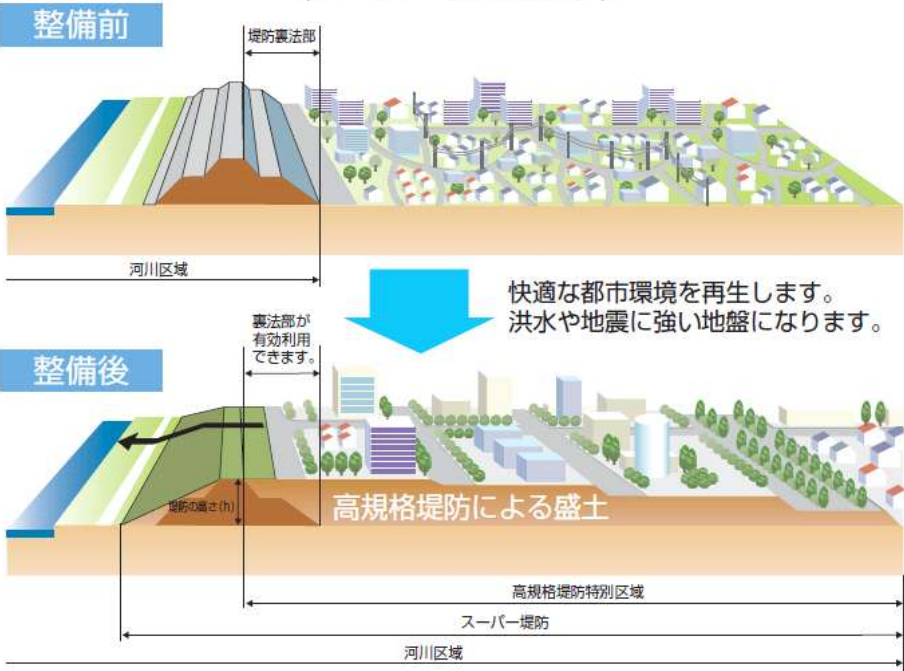 整備前
堤防裏法部
河川区域
快適な都市環境を再生します。
洪水や地震に強い地盤になります。
裏法部が
有効利用
できます。
整備後
堤防の高さ(h)
高規格堤防による盛土
高規格堤防特別区域
スーパー堤防
河川区域